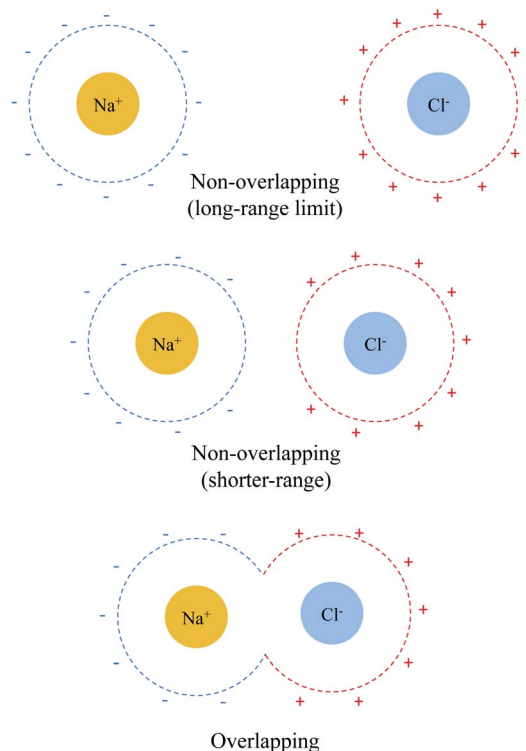 Na⁺
Cl⁻
Non-overlapping
(long-range limit)
Na⁺
Cl⁻
Non-overlapping
(shorter-range)
Na⁺
Cl⁻
Overlapping